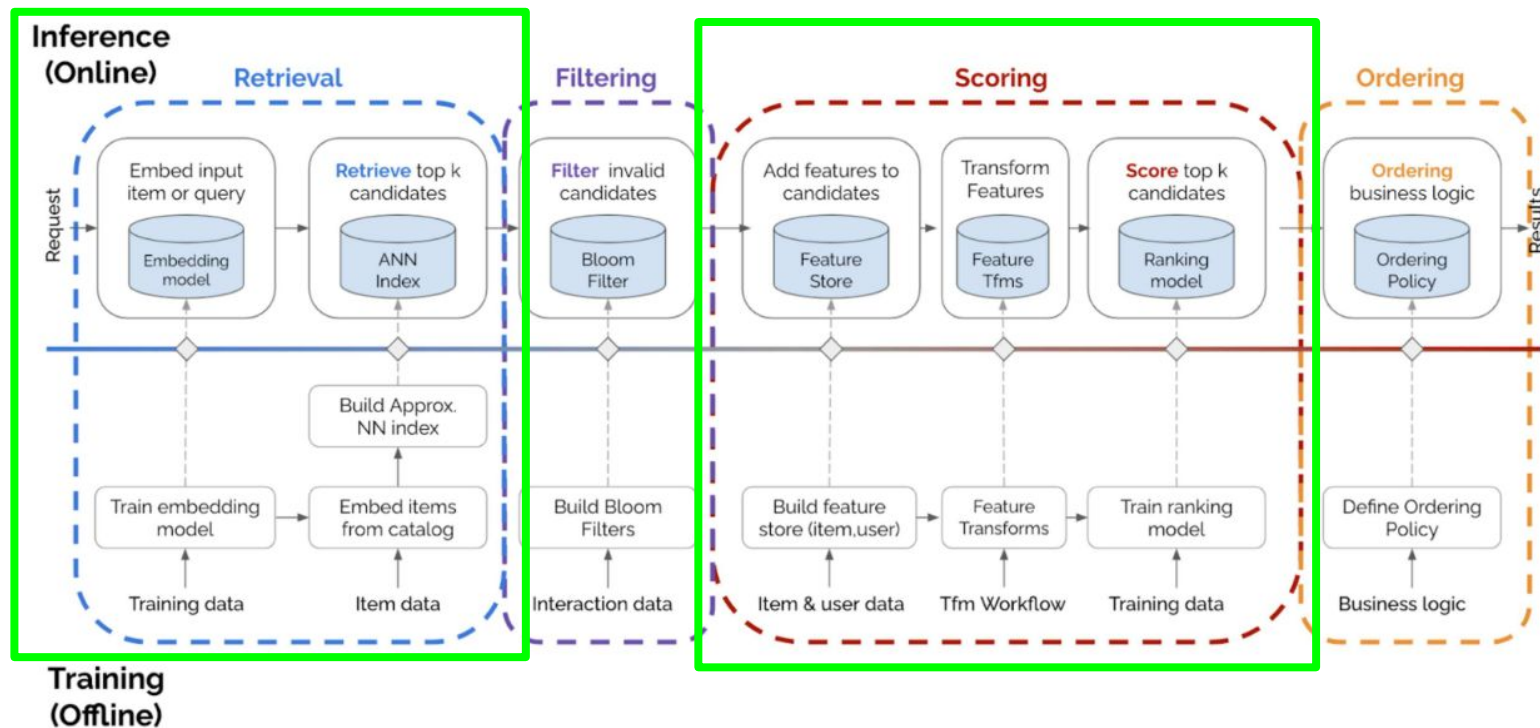 Inference
(Online)
Retrieval
Filtering
Scoring
Ordering
Request
Embed input
item or query
Embedding
model
Retrieve top k
candidates
ANN
Index
Filter invalid
candidates
Bloom
Filter
Add features to
candidates
Feature
Store
Transform
Features
Feature
Tfms
Score top k
candidates
Ranking
model
Ordering
business logic
Ordering
Policy
Results
Build Approx.
NN index
Train embedding
model
Embed items
from catalog
Build Bloom
Filters
Build feature
store (item,user)
Feature
Transforms
Train ranking
model
Define Ordering
Policy
Training data
Item data
Interaction data
Item & user data
Tfm Workflow
Training data
Business logic
Training
(Offline)